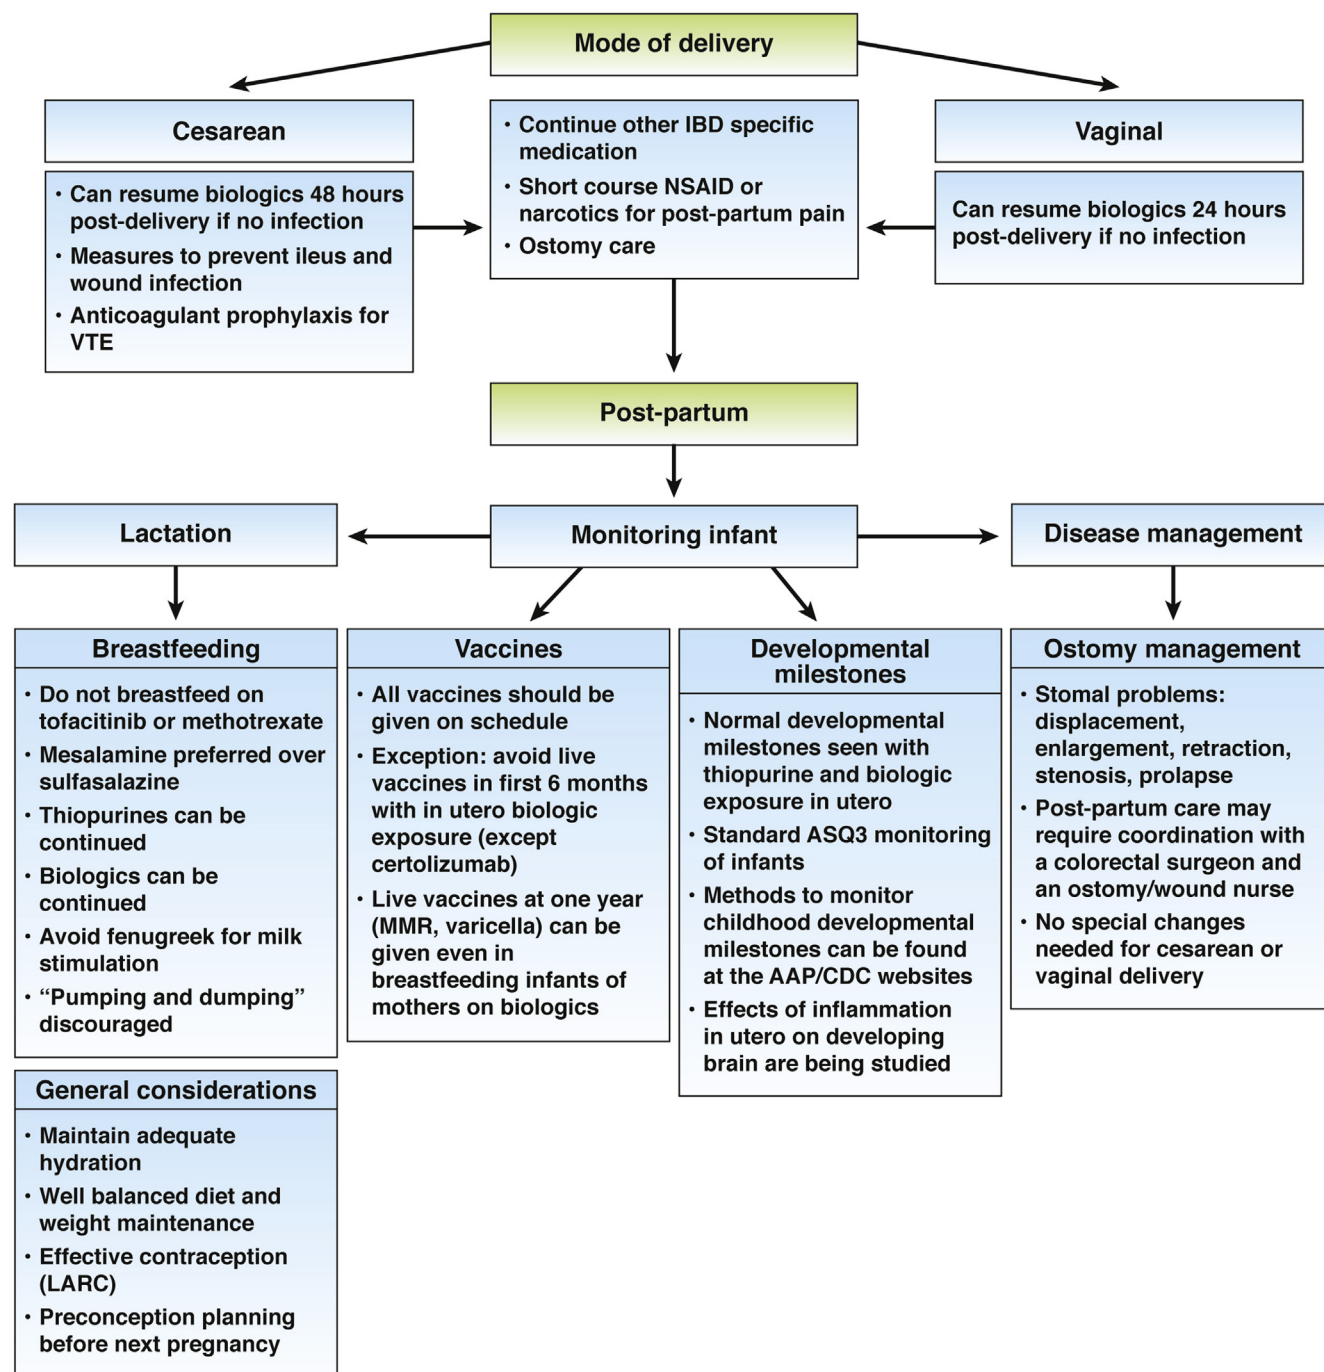 Mode of delivery
Cesarean
• Can resume biologics 48 hours
post-delivery if no infection
• Measures to prevent ileus and
wound infection
• Anticoagulant prophylaxis for
VTE
• Continue other IBD specific
medication
• Short course NSAID or
narcotics for post-partum pain
• Ostomy care
Vaginal
Can resume biologics 24 hours
post-delivery if no infection
Post-partum
Lactation
Monitoring infant
Disease management
Breastfeeding
• Do not breastfeed on
tofacitinib or methotrexate
• Mesalamine preferred over
sulfasalazine
• Thiopurines can be
continued
• Biologics can be
continued
• Avoid fenugreek for milk
stimulation
• “Pumping and dumping”
discouraged
Vaccines
• All vaccines should be
given on schedule
• Exception: avoid live
vaccines in first 6 months
with in utero biologic
exposure (except
certolizumab)
• Live vaccines at one year
(MMR, varicella) can be
given even in
breastfeeding infants of
mothers on biologics
Developmental
milestones
• Normal developmental
milestones seen with
thiopurine and biologic
exposure in utero
• Standard ASQ3 monitoring
of infants
• Methods to monitor
childhood developmental
milestones can be found
at the AAP/CDC websites
• Effects of inflammation
in utero on developing
brain are being studied
Ostomy management
• Stomal problems:
displacement,
enlargement, retraction,
stenosis, prolapse
• Post-partum care may
require coordination with
a colorectal surgeon and
an ostomy/wound nurse
• No special changes
needed for cesarean or
vaginal delivery
General considerations
• Maintain adequate
hydration
• Well balanced diet and
weight maintenance
• Effective contraception
(LARC)
• Preconception planning
before next pregnancy